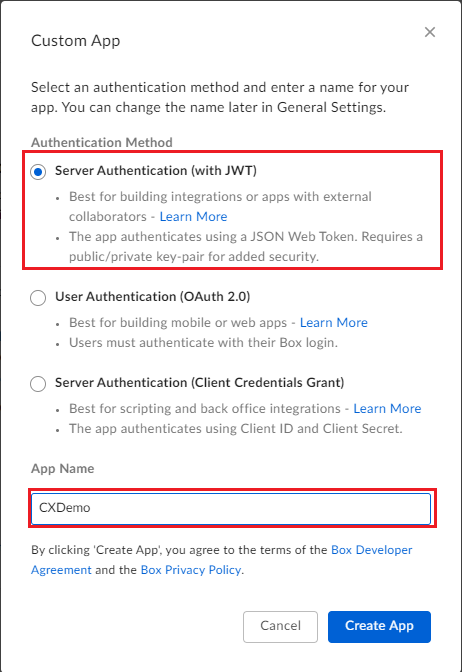 Custom App
Select an authentication method and enter a name for your
app. You can change the name later in General Settings.
Authentication Method
Server Authentication (with JWT)
• Best for building integrations or apps with external
collaborators - Learn More
• The app authenticates using a JSON Web Token. Requires a
public/private key-pair for added security.
User Authentication (OAuth 2.0)
• Best for building mobile or web apps - Learn More
• Users must authenticate with their Box login.
Server Authentication (Client Credentials Grant)
• Best for scripting and back office integrations - Learn More
• The app authenticates using Client ID and Client Secret.
App Name
CXDemo
By clicking 'Create App', you agree to the terms of the Box Developer
Agreement and the Box Privacy Policy.
Cancel
Create App